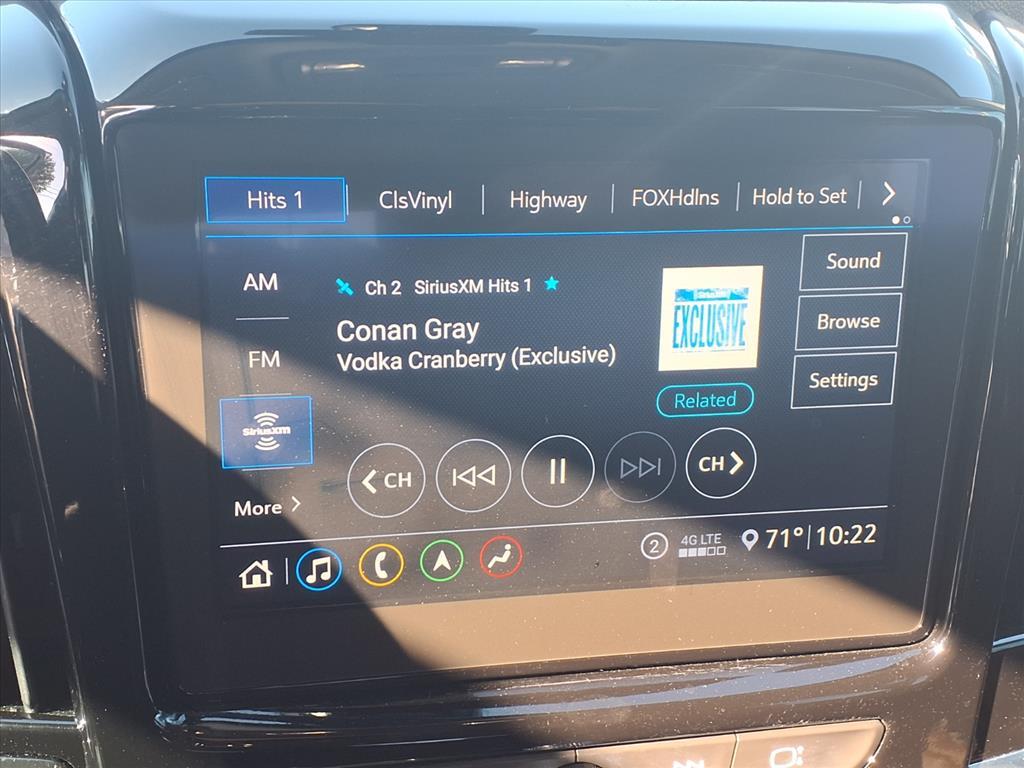 Hits 1 ClsVinyl Highway FOXHdlns Hold to Set
AM
FM
SiriusXM
More
Ch 2 SiriusXM Hits 1
Conan Gray
Vodka Cranberry (Exclusive)
SiriusXM
EXCLUSIVE
Related
Sound
Browse
Settings
CH CH
2 4G LTE 71° 10:22